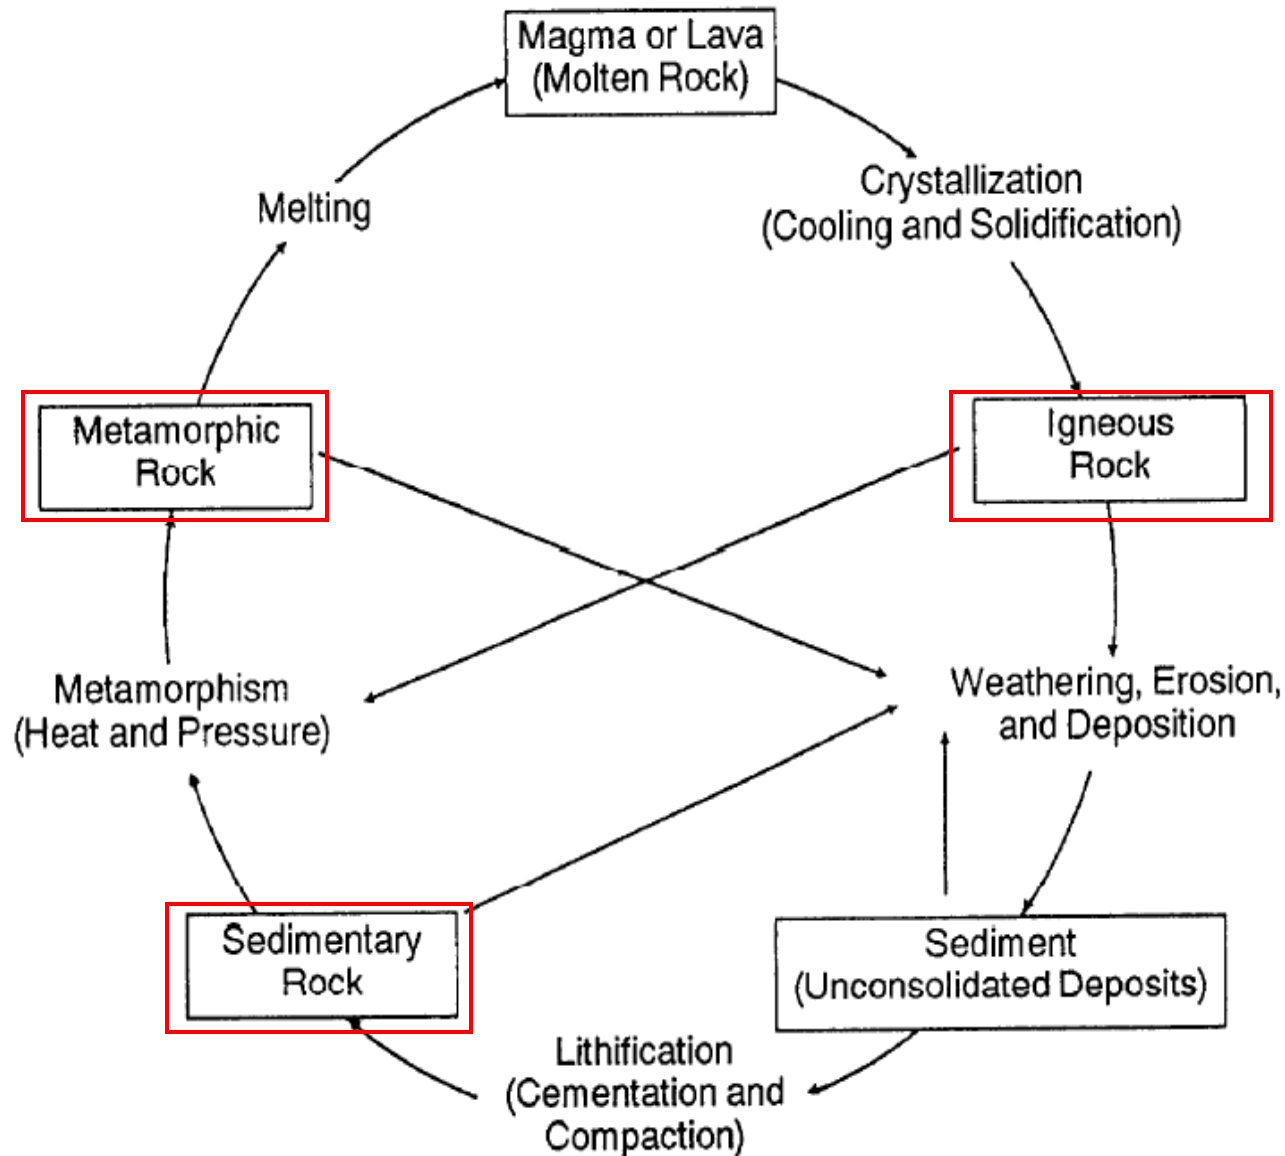 Magma or Lava
(Molten Rock)
Crystallization
(Cooling and Solidification)
Melting
Metamorphic
Rock
Igneous
Rock
Metamorphism
(Heat and Pressure)
Weathering, Erosion,
and Deposition
Sedimentary
Rock
Sediment
(Unconsolidated Deposits)
Lithification
(Cementation and
Compaction)